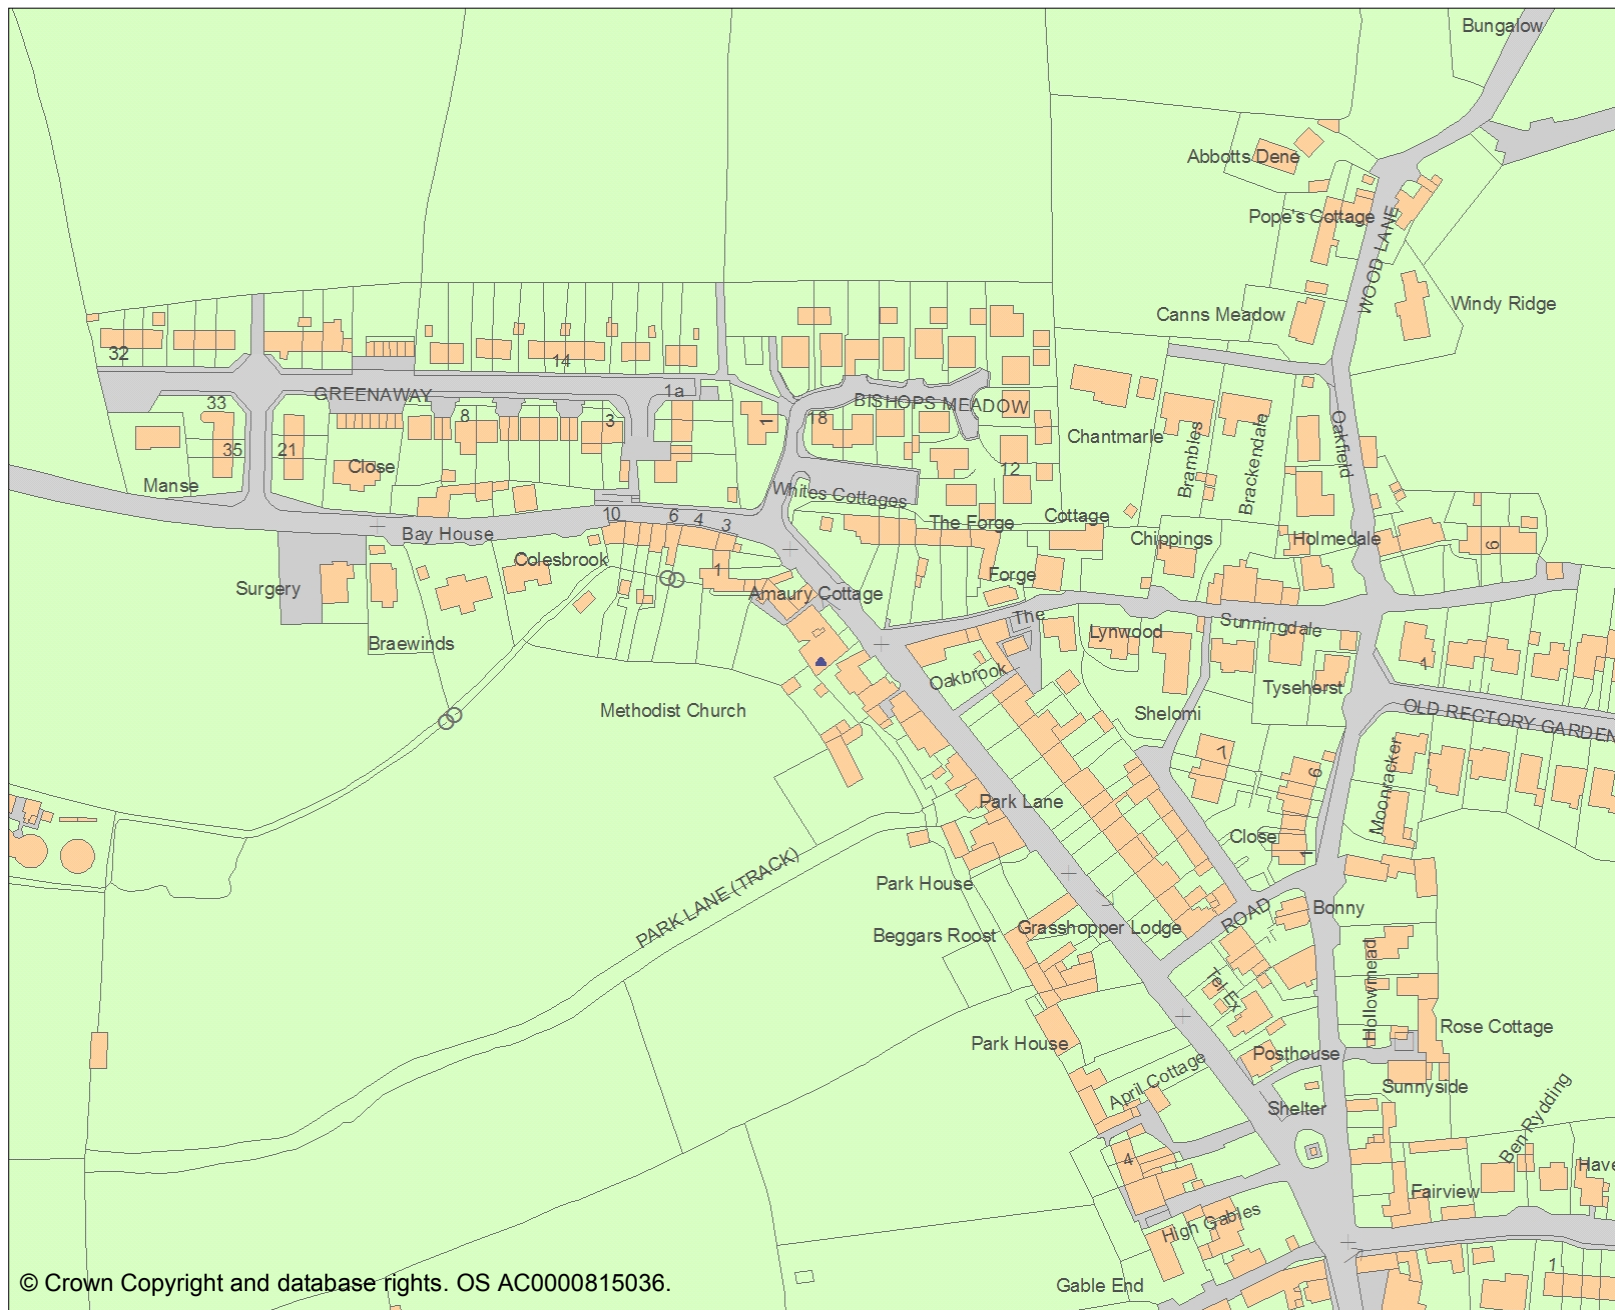 Bungalow
Abbotts Dene
Pope's Cottage
WOOD LANE
Windy Ridge
Canns Meadow
32
14
GREENAWAY
1a
33
8
3
1
18
BISHOPS MEADOW
35
21
Close
Manse
Chantmarle
Brambles
Brackendale
Oakfield
12
Whites Cottages
10
6
4
3
The Forge
Cottage
Bay House
Chippings
Holmedale
6
Colesbrook
1
Surgery
Amaury Cottage
Forge
The
Braewinds
Lynwood
Sunningdale
1
Oakbrook
Tyseherst
Methodist Church
Shelomi
OLD RECTORY GARDEN
7
6
Moonraker
Park Lane
Close
1
PARK LANE (TRACK)
Park House
Bonny
ROAD
Beggars Roost
Grasshopper Lodge
Hollowmead
Tel Ex
Rose Cottage
Park House
Posthouse
April Cottage
Sunnyside
Shelter
Ben Rydding
4
Have
Fairview
High Gables
1
Gable End
© Crown Copyright and database rights. OS AC0000815036.